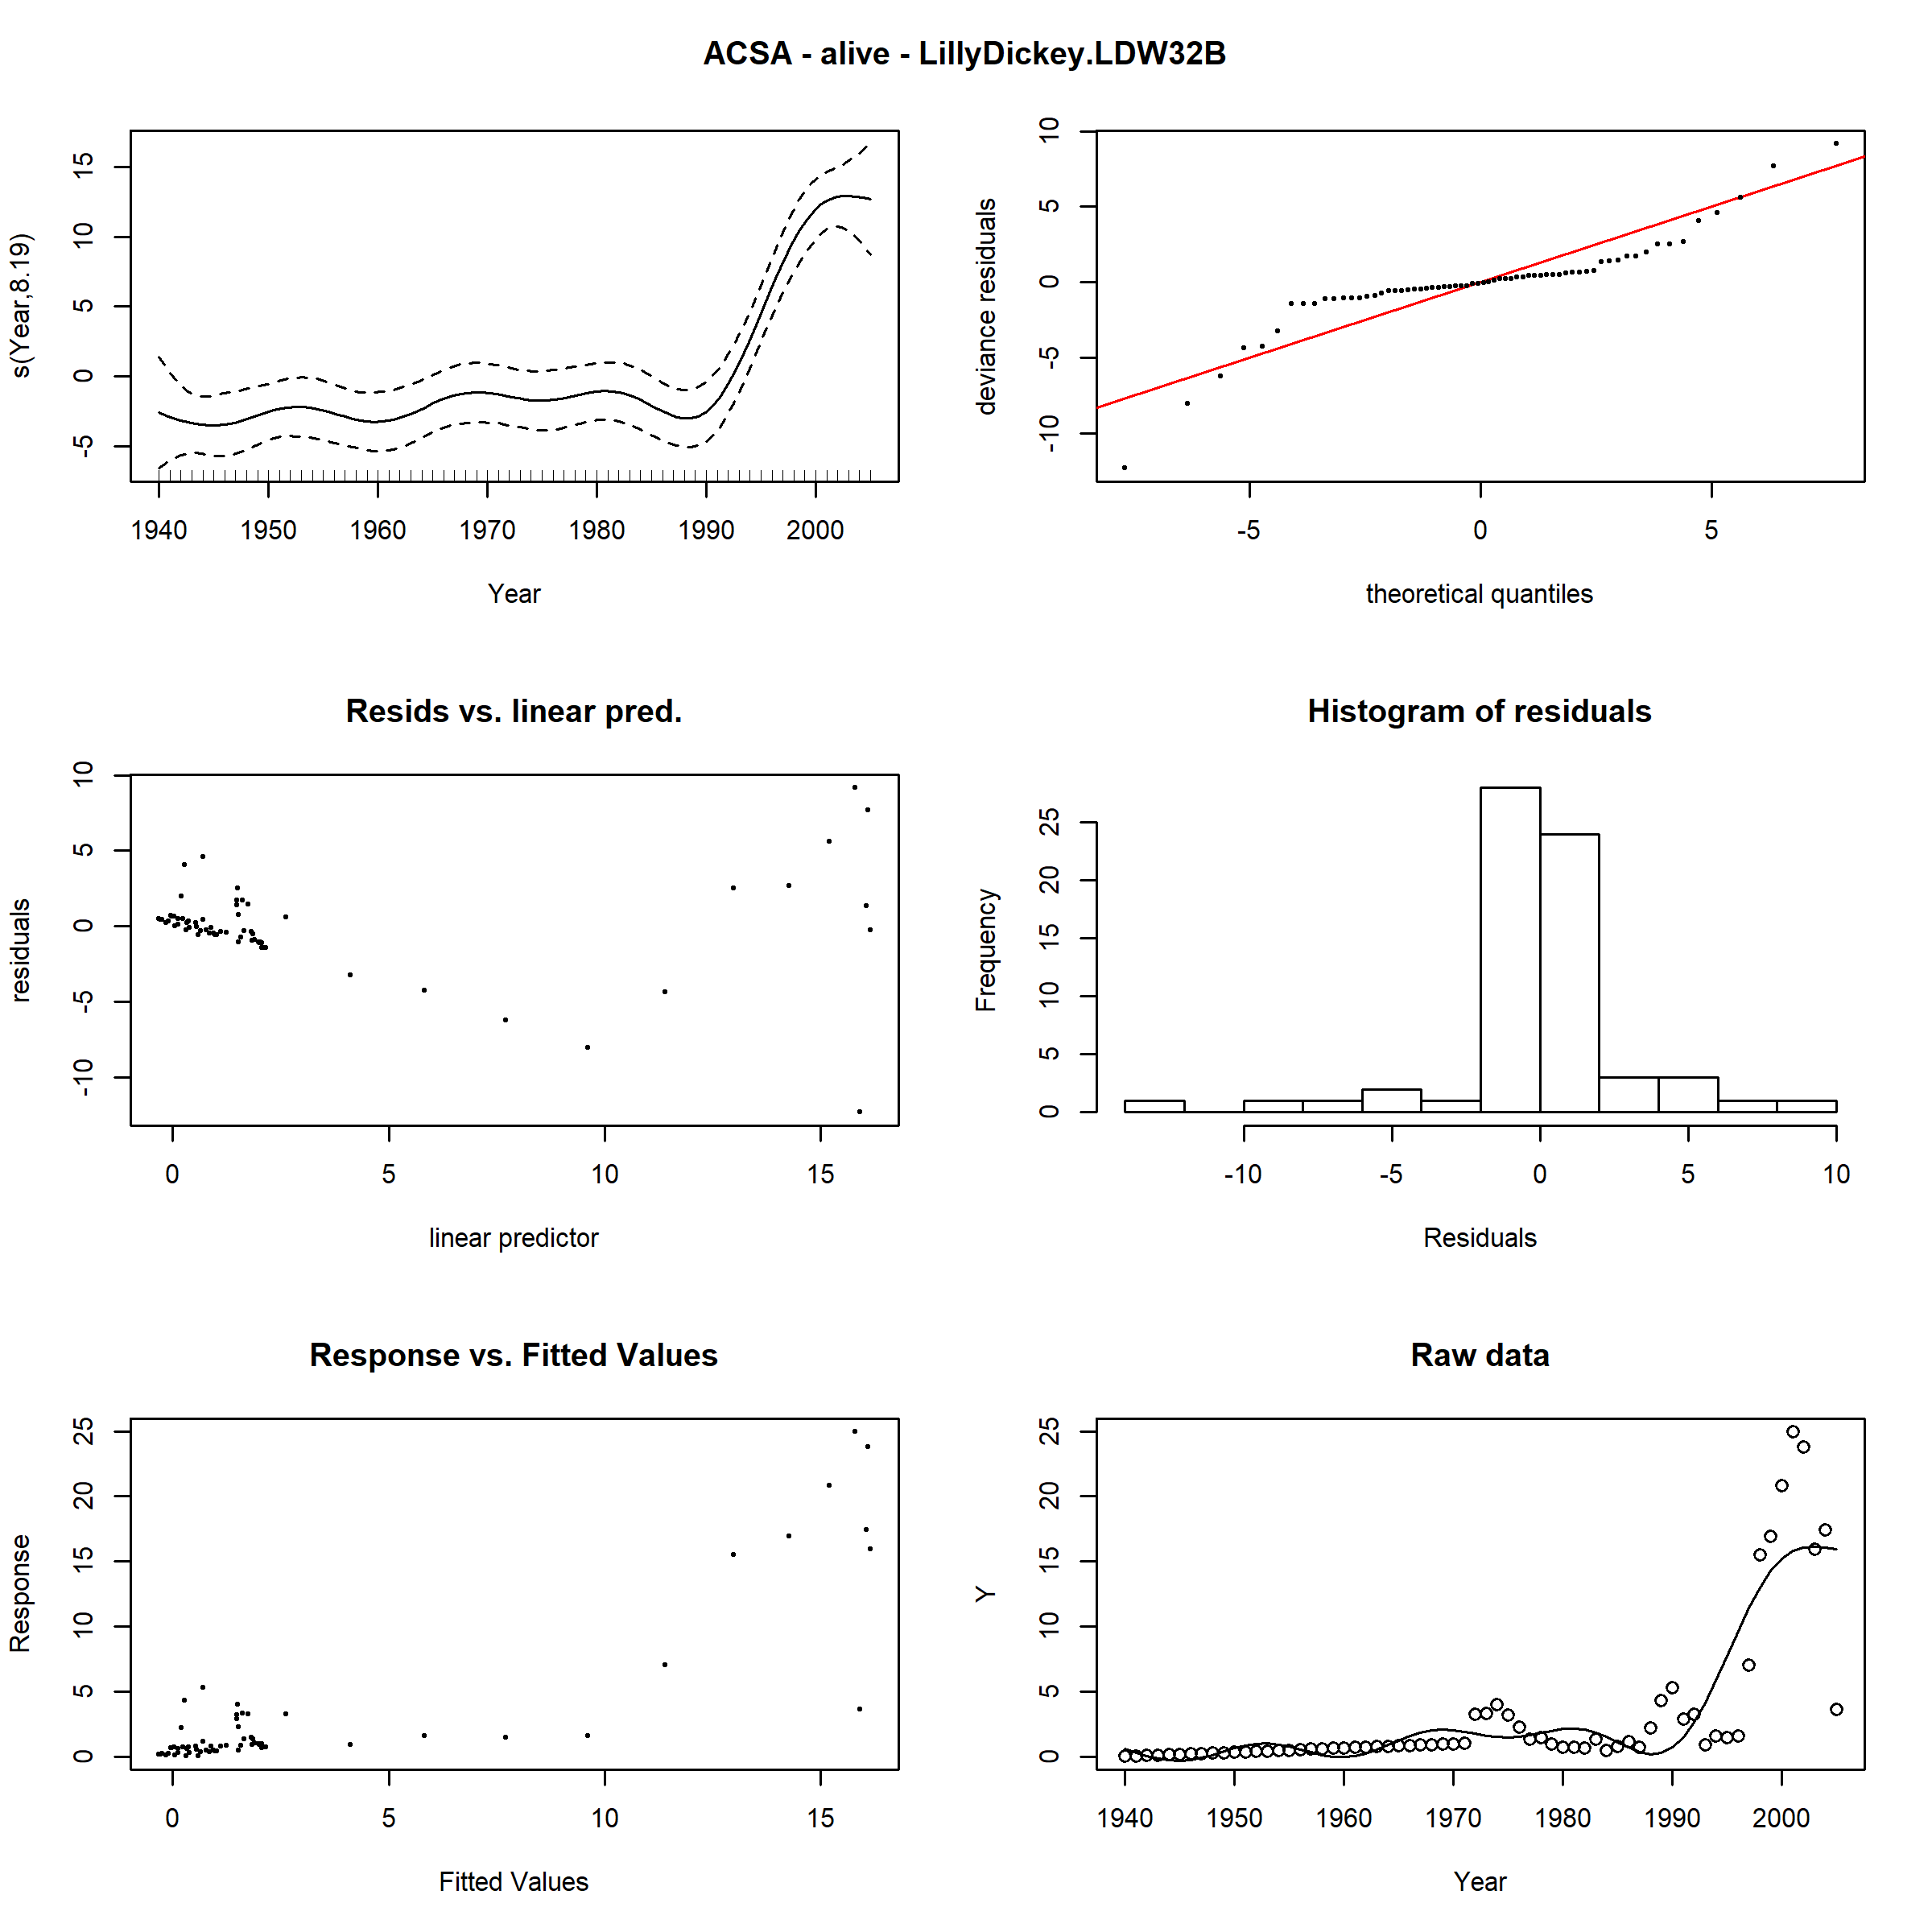 ACSA - alive - LillyDickey.LDW32B
s(Year,8.19)
15
10
5
0
-5
1940 1950 1960 1970 1980 1990 2000
Year
deviance residuals
10
5
0
-5
-10
-5 0 5
theoretical quantiles
Resids vs. linear pred.
residuals
10
5
0
-5
-10
0 5 10 15
linear predictor
Histogram of residuals
Frequency
25
20
15
10
5
0
-10 -5 0 5 10
Residuals
Response vs. Fitted Values
Response
25
20
15
10
5
0
0 5 10 15
Fitted Values
Raw data
Y
25
20
15
10
5
0
1940 1950 1960 1970 1980 1990 2000
Year